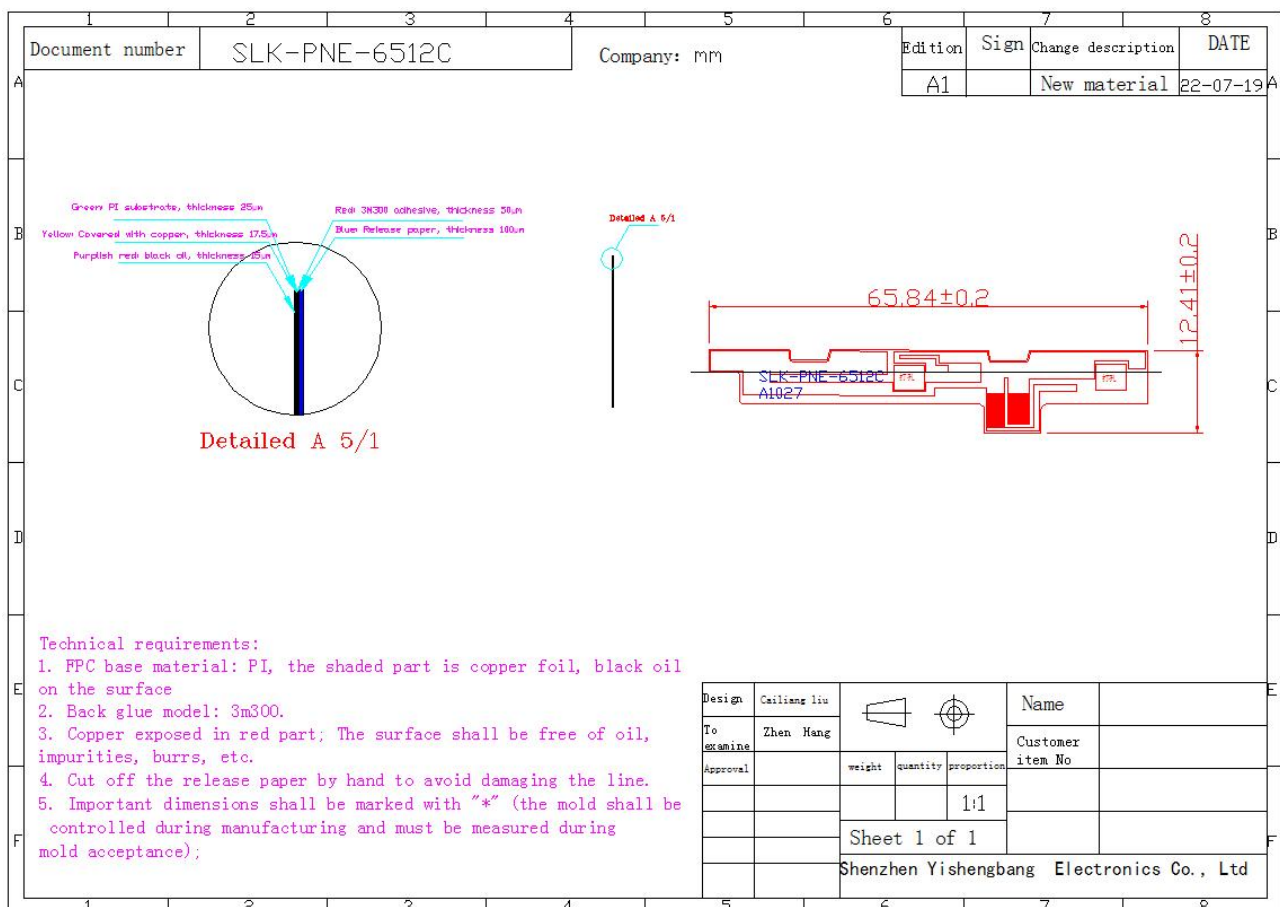 1 2 3 4 5 6 7 8
Document number SLK-PNE-6512C
Company: mm
Edition Sign Change description DATE
A1 New material 22-07-19
A A
B B
C C
D D
E E
F F
Green PI substrate, thickness 25um
Yellow Covered with copper, thickness 17.5um
Purplish red: black oil, thickness 15um
Red: 3M300 adhesive, thickness 50um
Blue Release paper, thickness 100um
Detailed A 5/1
Detailed A 5/1
65.84±0.2
12.41±0.2
SLK-PNE-6512C
A1027
Technical requirements:
1. FPC base material: PI, the shaded part is copper foil, black oil
on the surface
2. Back glue model: 3m300.
3. Copper exposed in red part; The surface shall be free of oil,
impurities, burrs, etc.
4. Cut off the release paper by hand to avoid damaging the line.
5. Important dimensions shall be marked with "*" (the mold shall be
controlled during manufacturing and must be measured during
mold acceptance);
Design Cailiang liu
To examine Zhen Hang
Approval
weight quantity proportion
1:1
Sheet 1 of 1
Name
Customer
item No
Shenzhen Yishengbang Electronics Co., Ltd
1 2 3 4 5 6 7 8